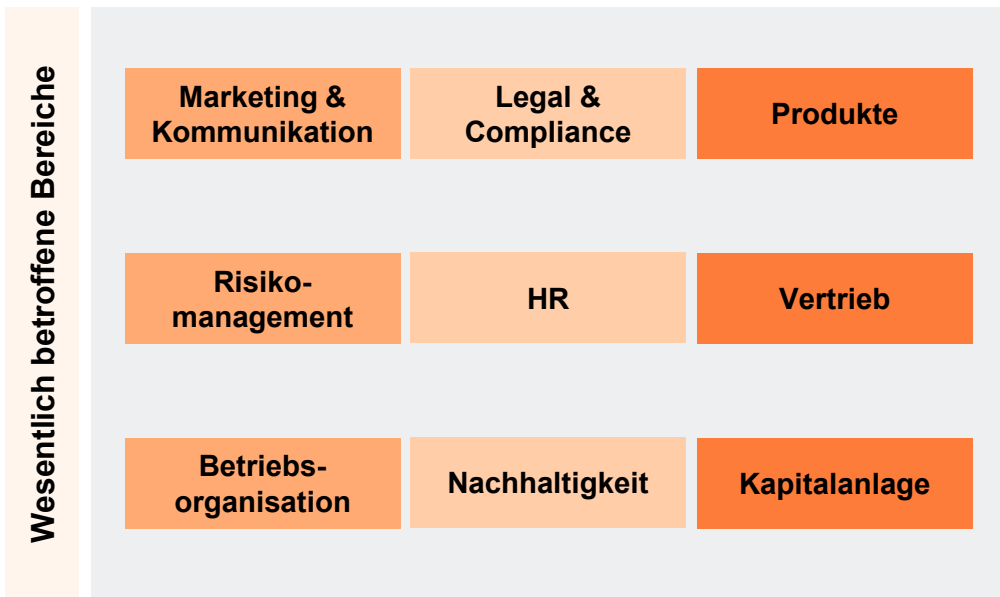 Wesentlich betroffene Bereiche
Marketing &
Kommunikation
Legal &
Compliance
Produkte
Risiko-
management
HR
Vertrieb
Betriebs-
organisation
Nachhaltigkeit
Kapitalanlage